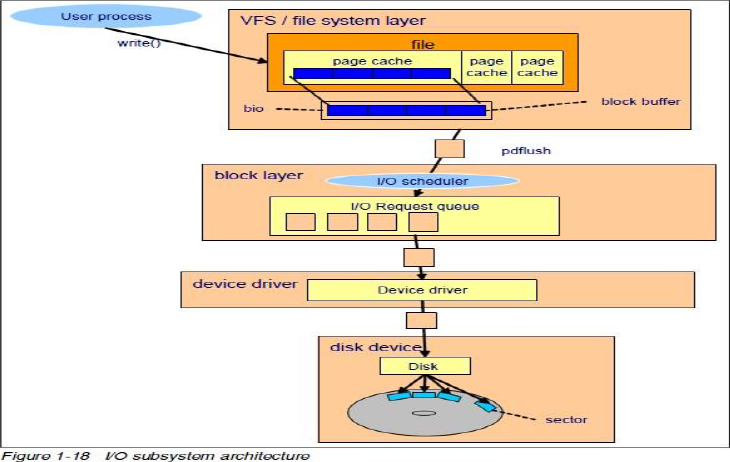 User process
VFS / file system layer
write()
file
page cache
page cache
page cache
bio
block buffer
pdflush
block layer
I/O scheduler
I/O Request queue
device driver
Device driver
disk device
Disk
sector
Figure 1-18 I/O subsystem architecture